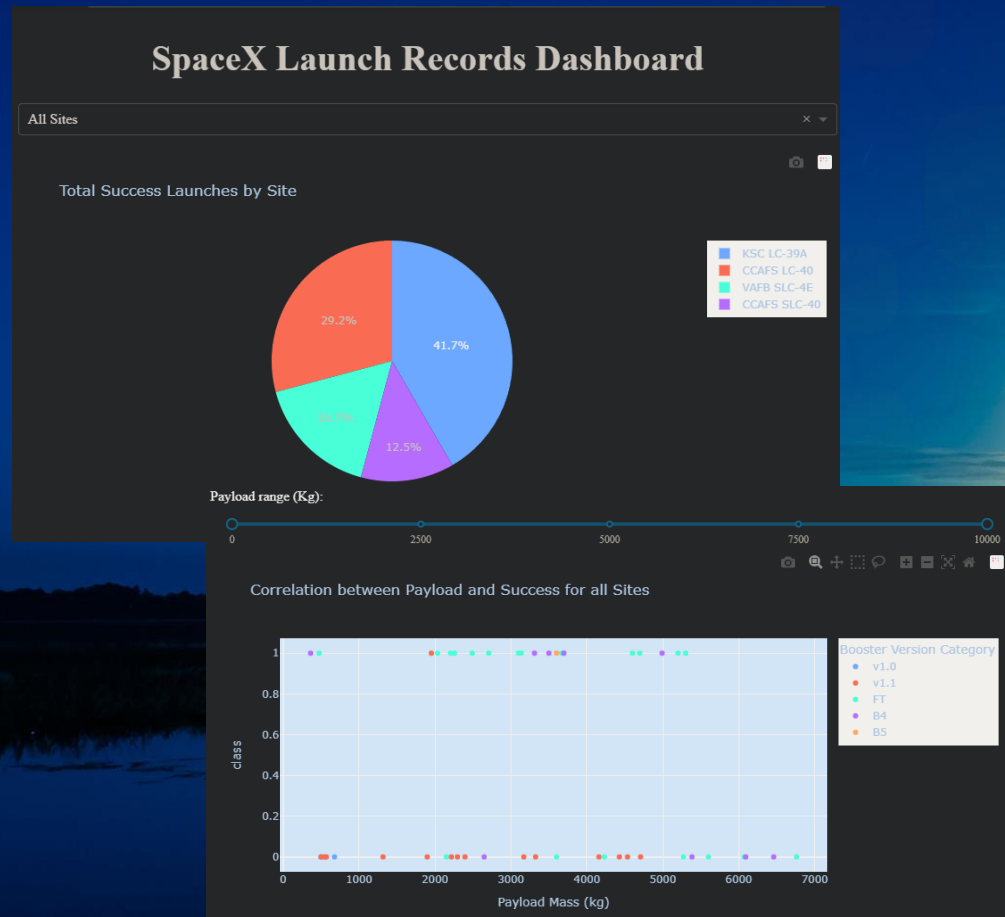 SpaceX Launch Records Dashboard
All Sites
Total Success Launches by Site
KSC LC-39A
CCAFS LC-40
VAFB SLC-4E
CCAFS SLC-40
29.2%
41.7%
16.7%
12.5%
Payload range (Kg):
0 2500 5000 7500 10000
Correlation between Payload and Success for all Sites
Booster Version Category
v1.0
v1.1
FT
B4
B5
1
0.8
0.6
0.4
0.2
0
class
0 1000 2000 3000 4000 5000 6000 7000
Payload Mass (kg)